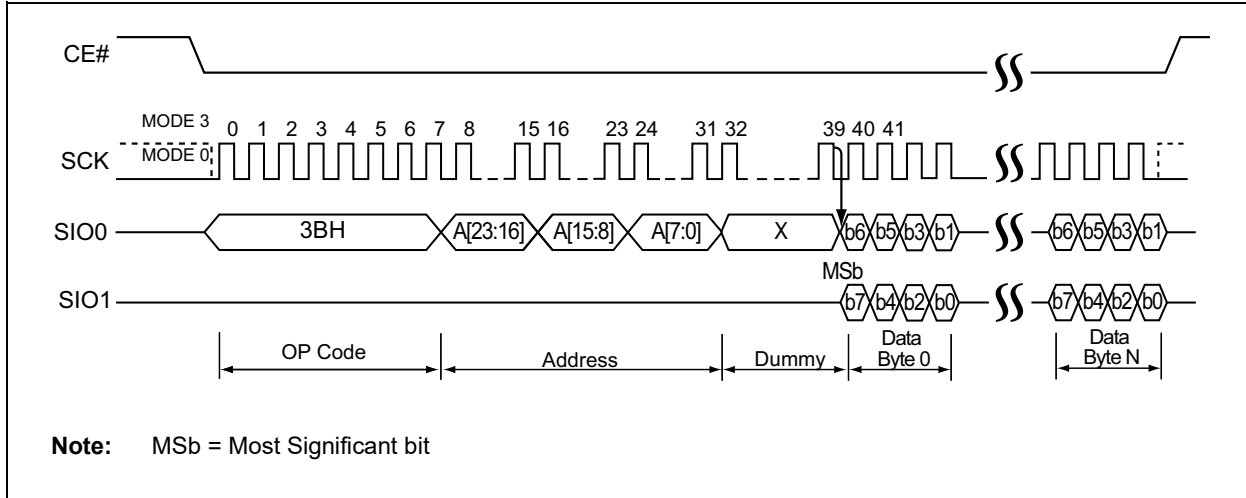 CE#
MODE 3
0 1 2 3 4 5 6 7 8 15 16 23 24 31 32 39 40 41
SCK
MODE 0
SIO0
3BH A[23:16] A[15:8] A[7:0] X b6 b5 b3 b1 b6 b5 b3 b1
MSb
SIO1
b7 b4 b2 b0 b7 b4 b2 b0
OP Code Address Dummy Data
Byte 0
Data
Byte N
Note: MSb = Most Significant bit